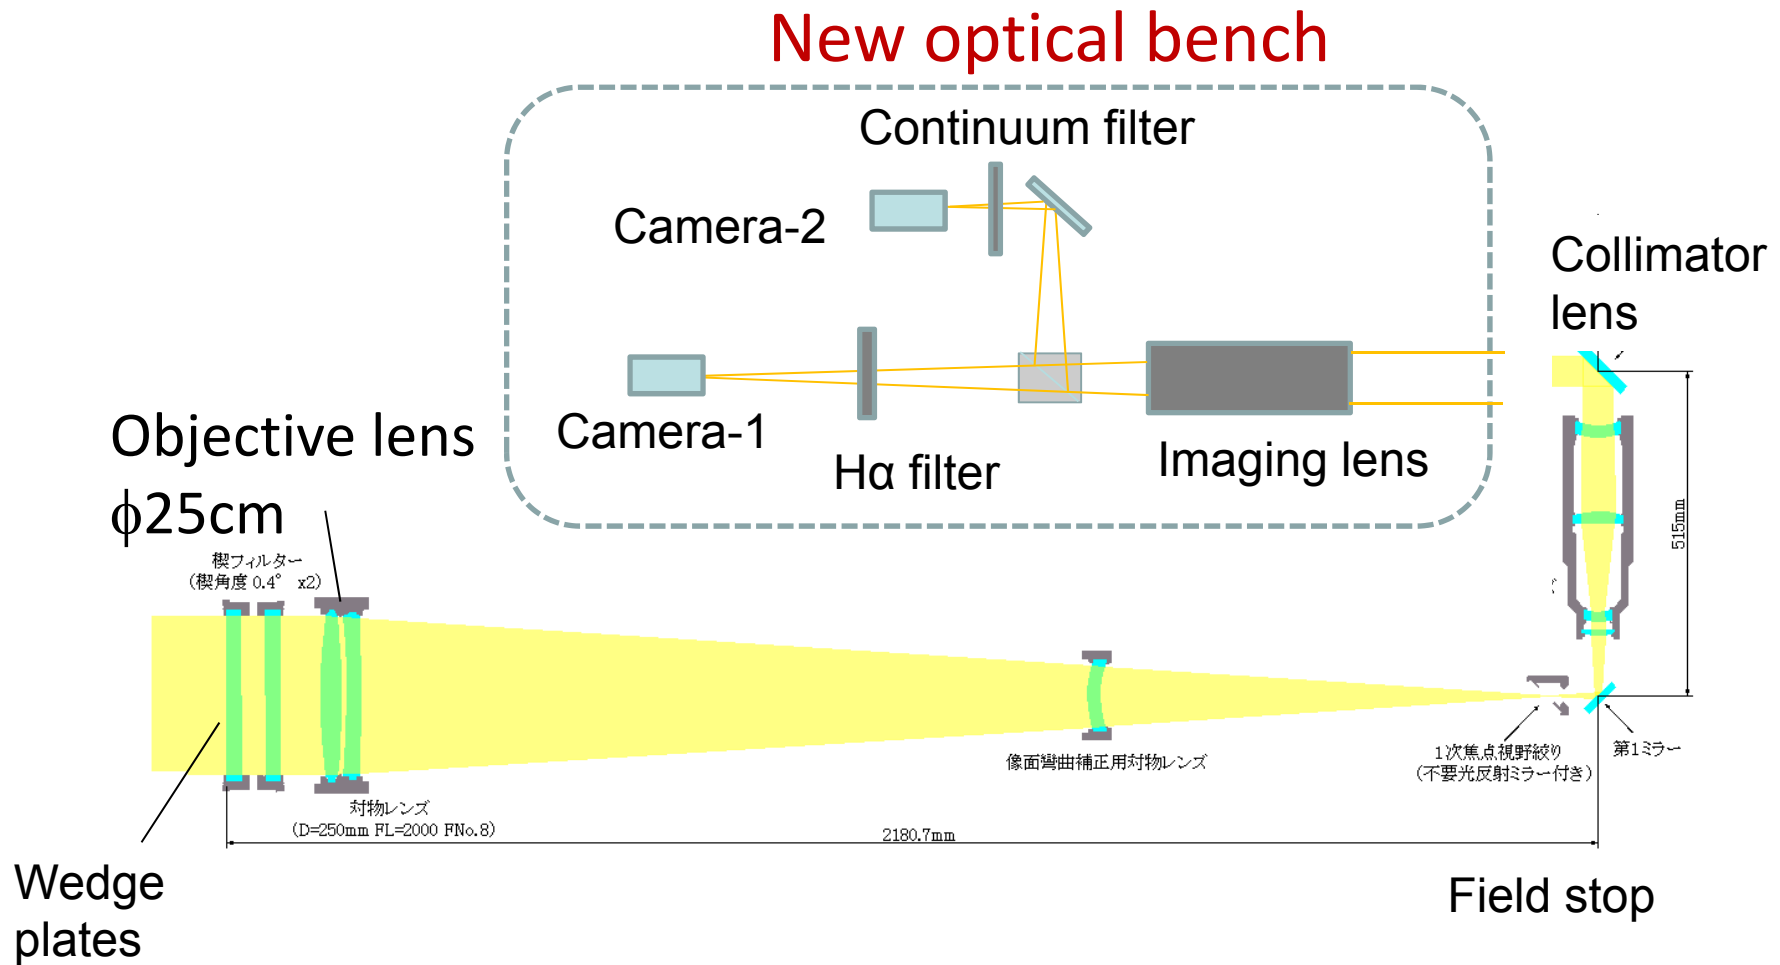 New optical bench
Continuum filter
Camera-2
Collimator
lens
Camera-1
Hα filter
Imaging lens
Objective lens
ϕ25cm
楔フィルター
(楔角度 0.4° x2)
515mm
像面彎曲補正用対物レンズ
1次焦点視野絞り
(不要光反射ミラー付き)
第1ミラー
対物レンズ
(D=250mm FL=2000 FNo.8)
2180.7mm
Wedge
plates
Field stop